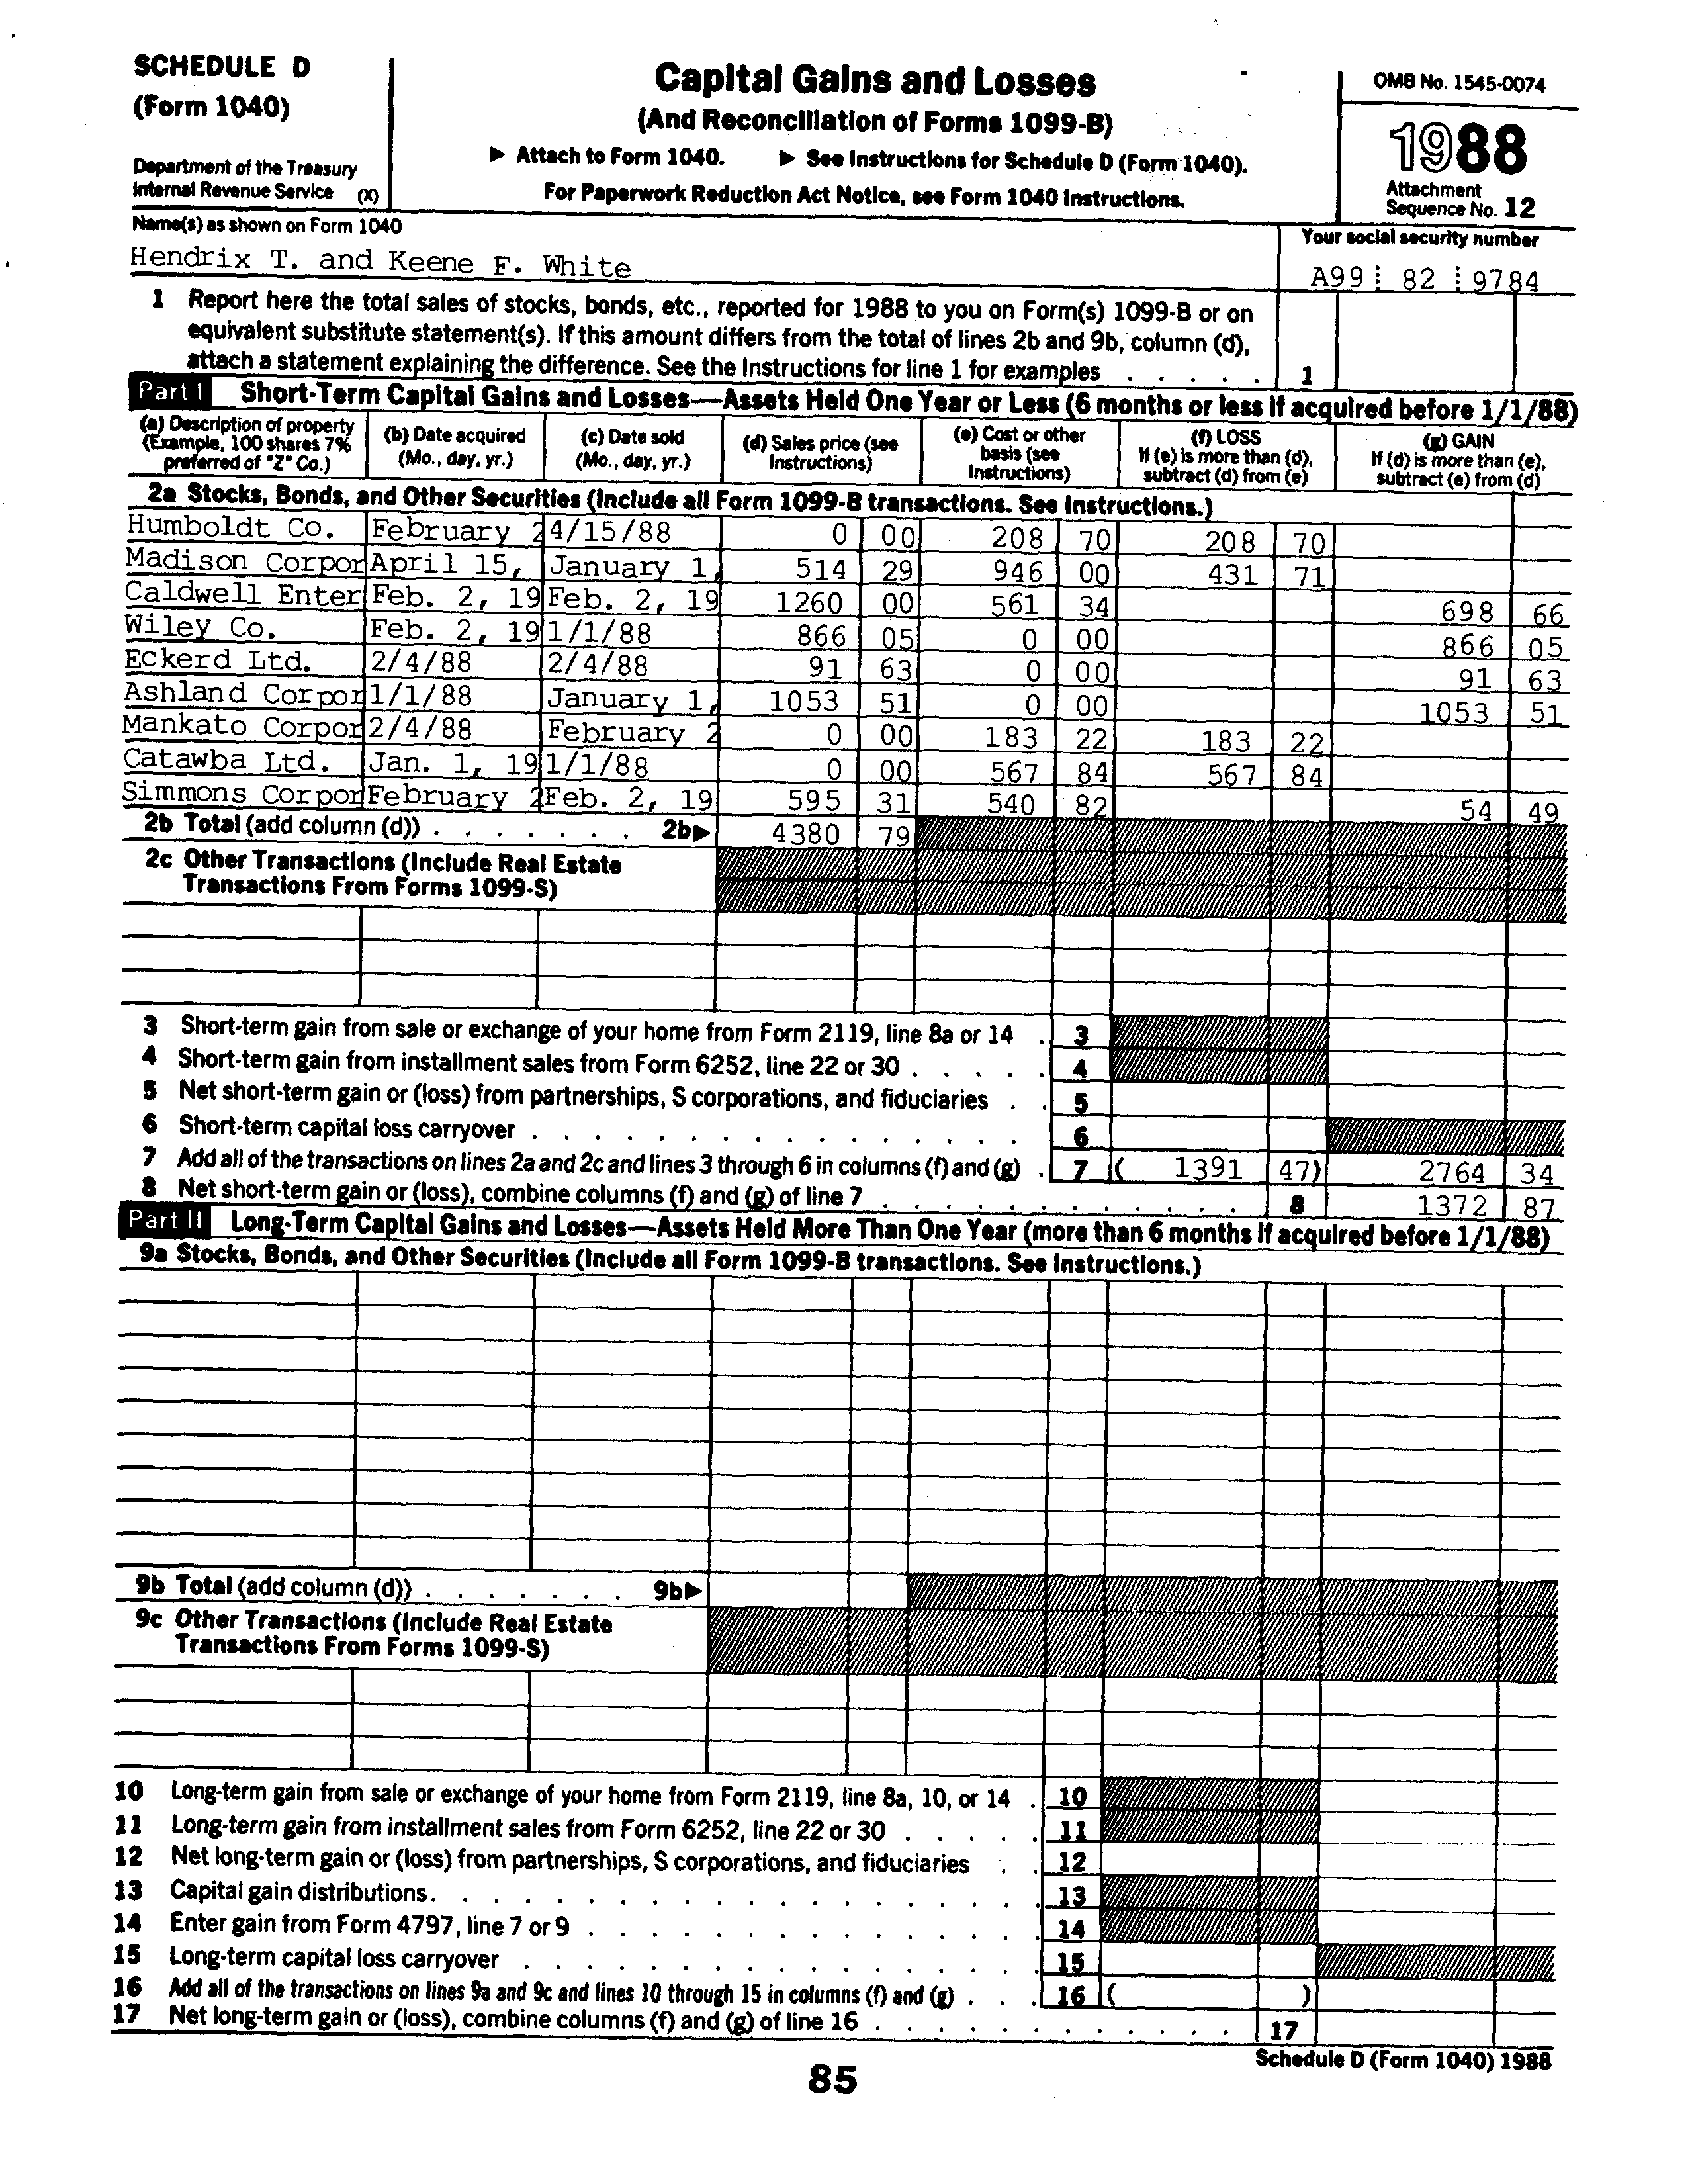 SCHEDULE D
(Form 1040)
Department of the Treasury
Internal Revenue Service (X)
Capital Gains and Losses
(And Reconciliation of Forms 1099-B)
▶ Attach to Form 1040. ▶ See Instructions for Schedule D (Form 1040).
For Paperwork Reduction Act Notice, see Form 1040 Instructions.
OMB No. 1545-0074
1988
Attachment
Sequence No. 12
Name(s) as shown on Form 1040
Hendrix T. and Keene F. White
Your social security number
A99 82 9784
1 Report here the total sales of stocks, bonds, etc., reported for 1988 to you on Form(s) 1099-B or on
equivalent substitute statement(s). If this amount differs from the total of lines 2b and 9b, column (d),
attach a statement explaining the difference. See the Instructions for line 1 for examples . . . . . 1
Part I Short-Term Capital Gains and Losses—Assets Held One Year or Less (6 months or less if acquired before 1/1/88)
(a) Description of property
(Example, 100 shares 7%
preferred of "Z" Co.)
(b) Date acquired
(Mo., day, yr.)
(c) Date sold
(Mo., day, yr.)
(d) Sales price (see
Instructions)
(e) Cost or other
basis (see
Instructions)
(f) LOSS
If (e) is more than (d),
subtract (d) from (e)
(g) GAIN
If (d) is more than (e),
subtract (e) from (d)
2a Stocks, Bonds, and Other Securities (Include all Form 1099-B transactions. See Instructions.)
Humboldt Co. February 2 4/15/88 0 00 208 70 208 70
Madison Corpor April 15, January 1, 514 29 946 00 431 71
Caldwell Enter Feb. 2, 19 Feb. 2, 19 1260 00 561 34 698 66
Wiley Co. Feb. 2, 19 1/1/88 866 05 0 00 866 05
Eckerd Ltd. 2/4/88 2/4/88 91 63 0 00 91 63
Ashland Corpor 1/1/88 January 1, 1053 51 0 00 1053 51
Mankato Corpor 2/4/88 February 2 0 00 183 22 183 22
Catawba Ltd. Jan. 1, 19 1/1/88 0 00 567 84 567 84
Simmons Corpor February 2 Feb. 2, 19 595 31 540 82 54 49
2b Total (add column (d)) . . . . . . . 2b▶ 4380 79
2c Other Transactions (Include Real Estate
Transactions From Forms 1099-S)
3 Short-term gain from sale or exchange of your home from Form 2119, line 8a or 14 . 3
4 Short-term gain from installment sales from Form 6252, line 22 or 30 . . . . . 4
5 Net short-term gain or (loss) from partnerships, S corporations, and fiduciaries . . 5
6 Short-term capital loss carryover . . . . . . . . . . . . . . . 6
7 Add all of the transactions on lines 2a and 2c and lines 3 through 6 in columns (f) and (g) . 7 ( 1391 47) 2764 34
8 Net short-term gain or (loss), combine columns (f) and (g) of line 7 . . . . . . . . . . . 8 1372 87
Part II Long-Term Capital Gains and Losses—Assets Held More Than One Year (more than 6 months if acquired before 1/1/88)
9a Stocks, Bonds, and Other Securities (Include all Form 1099-B transactions. See Instructions.)
9b Total (add column (d)) . . . . . . . 9b▶
9c Other Transactions (Include Real Estate
Transactions From Forms 1099-S)
10 Long-term gain from sale or exchange of your home from Form 2119, line 8a, 10, or 14 . 10
11 Long-term gain from installment sales from Form 6252, line 22 or 30 . . . . . 11
12 Net long-term gain or (loss) from partnerships, S corporations, and fiduciaries . . 12
13 Capital gain distributions . . . . . . . . . . . . . . . . . . . 13
14 Enter gain from Form 4797, line 7 or 9 . . . . . . . . . . . . . . 14
15 Long-term capital loss carryover . . . . . . . . . . . . . . . . 15
16 Add all of the transactions on lines 9a and 9c and lines 10 through 15 in columns (f) and (g) . . . 16 ( )
17 Net long-term gain or (loss), combine columns (f) and (g) of line 16 . . . . . . . . . . . . 17
Schedule D (Form 1040) 1988
85